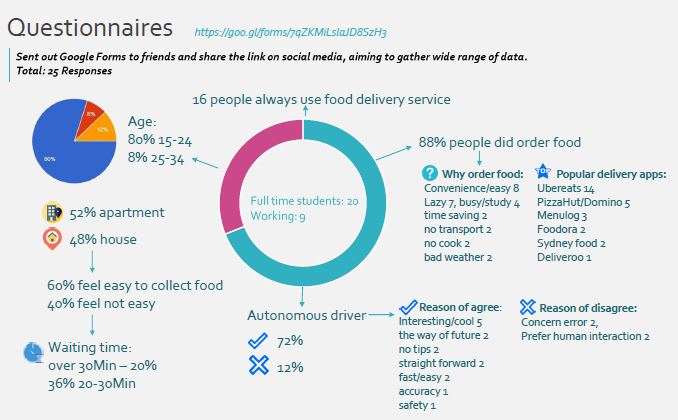 Questionnaires
https://goo.gl/forms/7qZKMiLslaJD8SzH3
Sent out Google Forms to friends and share the link on social media, aiming to gather wide range of data.
Total: 25 Responses
16 people always use food delivery service
8%
12%
80%
Age:
80% 15-24
8% 25-34
88% people did order food
Full time students: 20
Working: 9
Why order food:
Convenience/easy 8
Lazy 7, busy/study 4
time saving 2
no transport 2
no cook 2
bad weather 2
Popular delivery apps:
Ubereats 14
PizzaHut/Domino 5
Menulog 3
Foodora 2
Sydney food 2
Deliveroo 1
52% apartment
48% house
60% feel easy to collect food
40% feel not easy
Waiting time:
over 30Min – 20%
36% 20-30Min
Autonomous driver
72%
12%
Reason of agree:
Interesting/cool 5
the way of future 2
no tips 2
straight forward 2
fast/easy 2
accuracy 1
safety 1
Reason of disagree:
Concern error 2,
Prefer human interaction 2